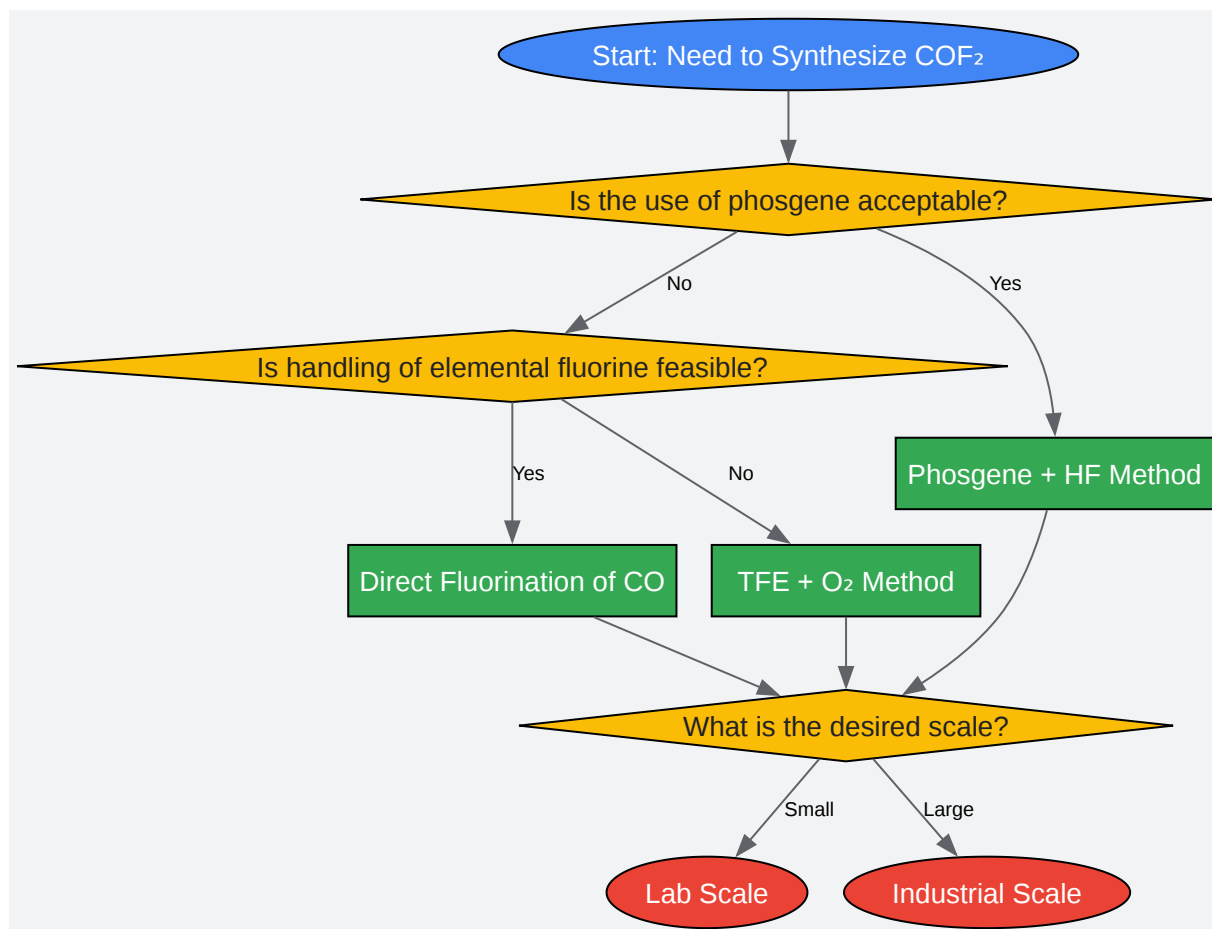 Start: Need to Synthesize COF₂
Is the use of phosgene acceptable?
No
Yes
Is handling of elemental fluorine feasible?
Yes
No
Phosgene + HF Method
Direct Fluorination of CO
TFE + O₂ Method
What is the desired scale?
Small
Large
Lab Scale
Industrial Scale